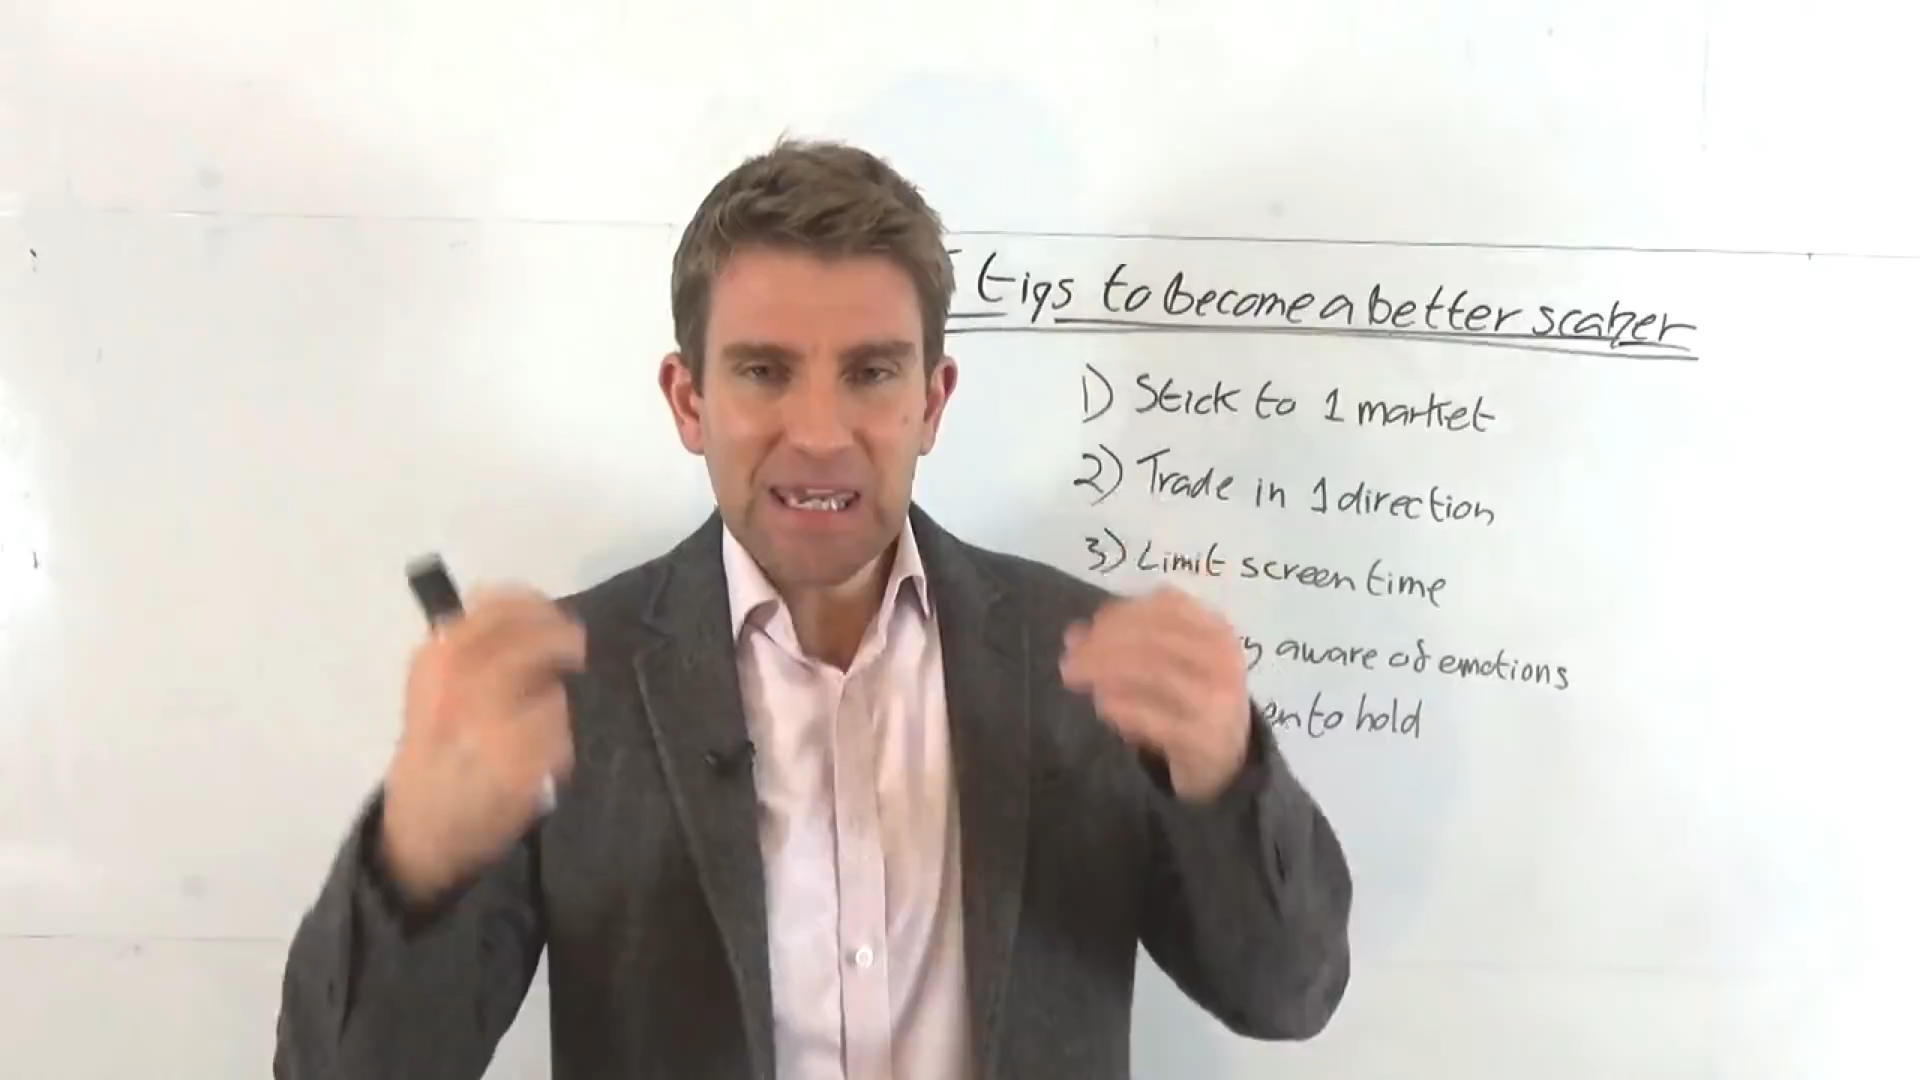 tips to become a better scalper
1) Stick to 1 market
2) Trade in 1 direction
3) Limit screen time
aware of emotions
to hold